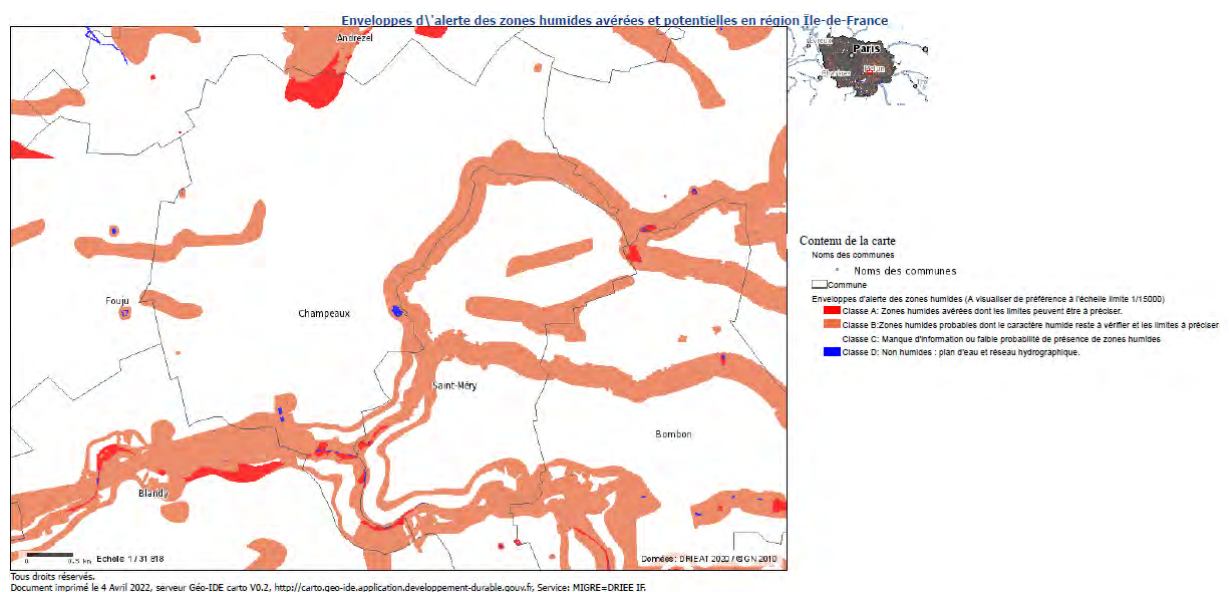 Enveloppes d\'alerte des zones humides avérées et potentielles en région Île-de-France
Andrezel
Fouju
Champeaux
Saint-Méry
Bombon
Blandy
0 0.5 km Echelle 1 / 31 818
Données: DRIEAT 2020 / ©IGN 2010
Paris
Melun
Contenu de la carte
Noms des communes
Noms des communes
Commune
Enveloppes d'alerte des zones humides (A visualiser de préférence à l'échelle limite 1/15000)
Classe A: Zones humides avérées dont les limites peuvent être à préciser.
Classe B:Zones humides probables dont le caractère humide reste à vérifier et les limites à préciser
Classe C: Manque d'information ou faible probabilité de présence de zones humides
Classe D: Non humides : plan d'eau et réseau hydrographique.
Tous droits réservés.
Document imprimé le 4 Avril 2022, serveur Géo-IDE carto V0.2, http://carto.geo-ide.application.developpement-durable.gouv.fr, Service: MIGRE=DRIEE IF.